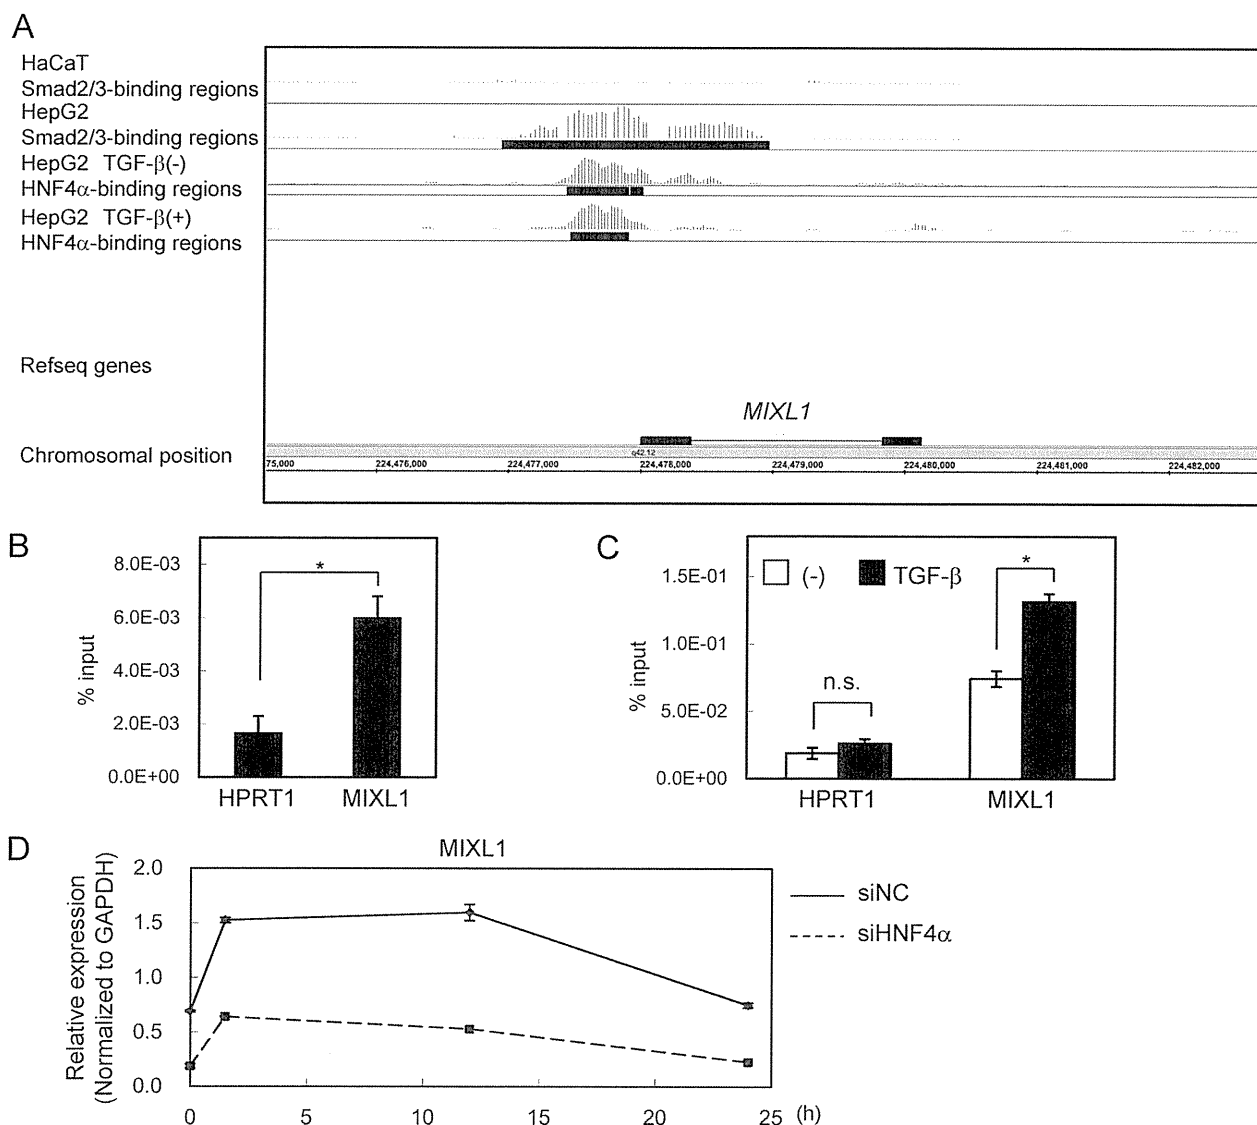 A
HaCaT
Smad2/3-binding regions
HepG2
Smad2/3-binding regions
HepG2 TGF-β(-)
HNF4α-binding regions
HepG2 TGF-β(+)
HNF4α-binding regions
Refseq genes
MIXL1
Chromosomal position
q42.12
75,000 224,476,000 224,477,000 224,478,000 224,479,000 224,480,000 224,481,000 224,482,000
B
8.0E-03
6.0E-03
4.0E-03
2.0E-03
0.0E+00
% input
*
HPRT1 MIXL1
C
(-) TGF-β
1.5E-01
1.0E-01
5.0E-02
0.0E+00
% input
n.s.
*
HPRT1 MIXL1
D
MIXL1
Relative expression
(Normalized to GAPDH)
2.0
1.5
1.0
0.5
0.0
0 5 10 15 20 25 (h)
siNC
siHNF4α